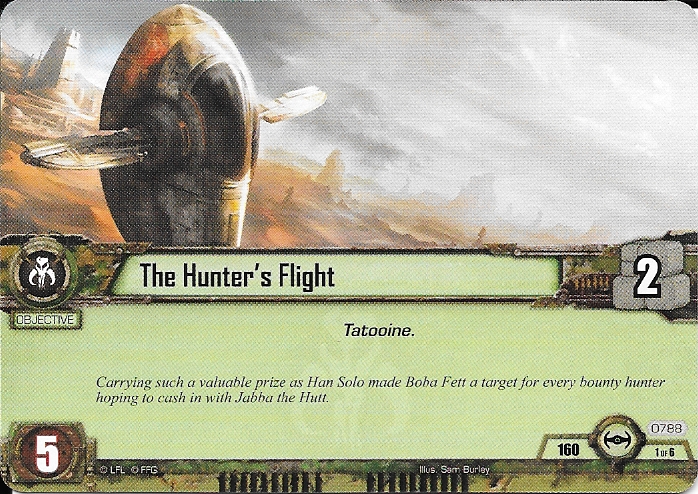 The Hunter's Flight
2
OBJECTIVE
Tatooine.
Carrying such a valuable prize as Han Solo made Boba Fett a target for every bounty hunter
hoping to cash in with Jabba the Hutt.
5
© LFL © FFG
Illus. Sam Burley
160
0788
1 OF 6